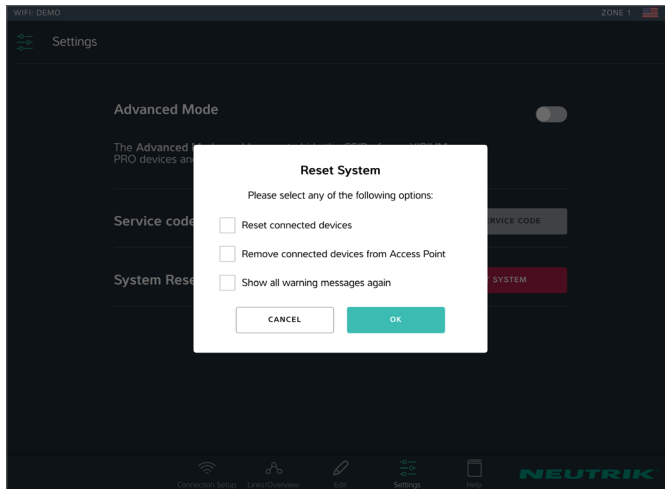 WIFI: DEMO
ZONE 1
Settings
Advanced Mode
The Advanced
PRO devices and
Reset System
Please select any of the following options:
Reset connected devices
Remove connected devices from Access Point
Show all warning messages again
CANCEL
OK
Service code
SERVICE CODE
System Rese
SYSTEM
Connection Setup
Links/Overview
Edit
Settings
Help
NEUTRIK